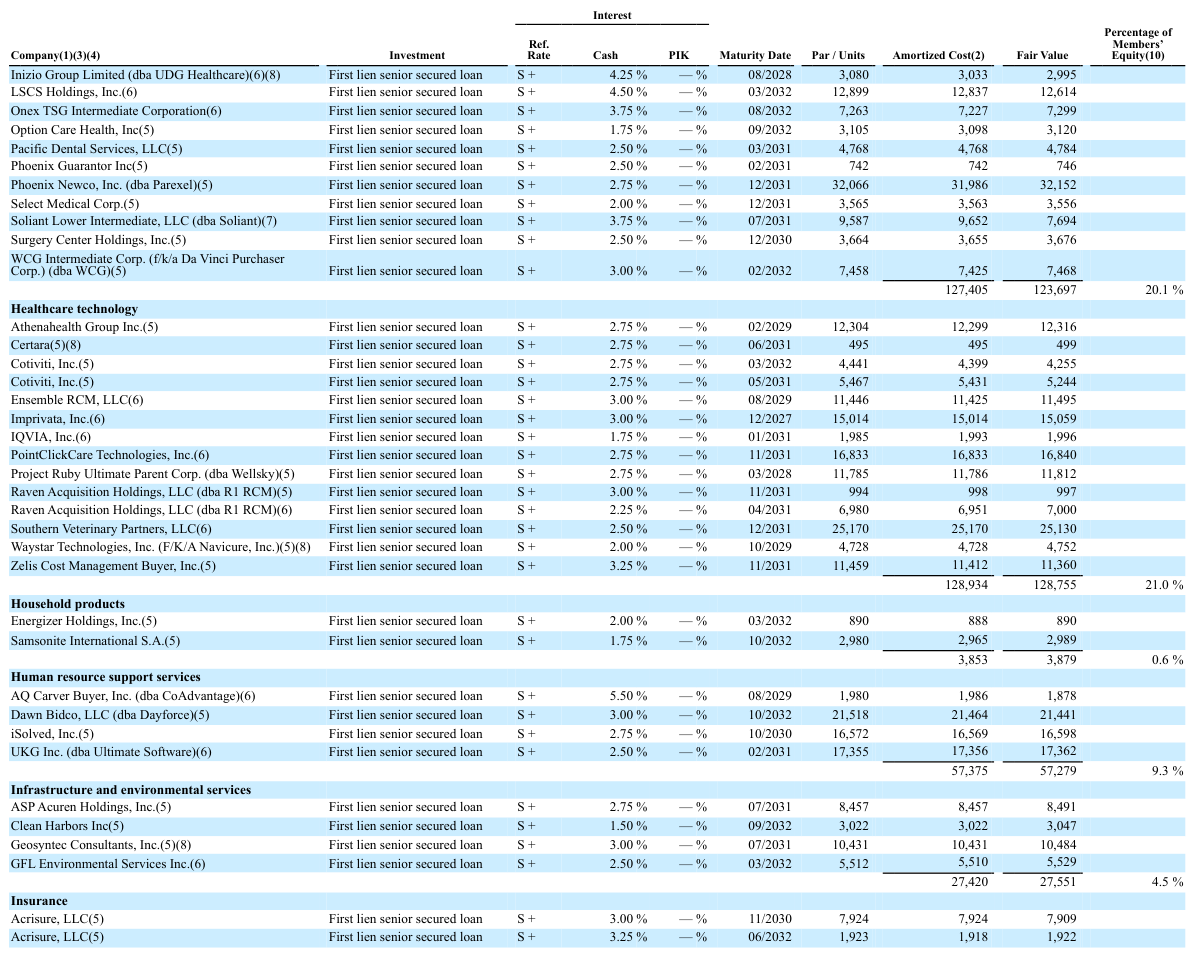 Interest
Company(1)(3)(4) Investment Ref. Rate Cash PIK Maturity Date Par / Units Amortized Cost(2) Fair Value Percentage of Members' Equity(10)
Inizio Group Limited (dba UDG Healthcare)(6)(8) First lien senior secured loan S + 4.25 % — % 08/2028 3,080 3,033 2,995
LSCS Holdings, Inc.(6) First lien senior secured loan S + 4.50 % — % 03/2032 12,899 12,837 12,614
Onex TSG Intermediate Corporation(6) First lien senior secured loan S + 3.75 % — % 08/2032 7,263 7,227 7,299
Option Care Health, Inc(5) First lien senior secured loan S + 1.75 % — % 09/2032 3,105 3,098 3,120
Pacific Dental Services, LLC(5) First lien senior secured loan S + 2.50 % — % 03/2031 4,768 4,768 4,784
Phoenix Guarantor Inc(5) First lien senior secured loan S + 2.50 % — % 02/2031 742 742 746
Phoenix Newco, Inc. (dba Parexel)(5) First lien senior secured loan S + 2.75 % — % 12/2031 32,066 31,986 32,152
Select Medical Corp.(5) First lien senior secured loan S + 2.00 % — % 12/2031 3,565 3,563 3,556
Soliant Lower Intermediate, LLC (dba Soliant)(7) First lien senior secured loan S + 3.75 % — % 07/2031 9,587 9,652 7,694
Surgery Center Holdings, Inc.(5) First lien senior secured loan S + 2.50 % — % 12/2030 3,664 3,655 3,676
WCG Intermediate Corp. (f/k/a Da Vinci Purchaser
Corp.) (dba WCG)(5) First lien senior secured loan S + 3.00 % — % 02/2032 7,458 7,425 7,468
127,405 123,697 20.1 %
Healthcare technology
Athenahealth Group Inc.(5) First lien senior secured loan S + 2.75 % — % 02/2029 12,304 12,299 12,316
Certara(5)(8) First lien senior secured loan S + 2.75 % — % 06/2031 495 495 499
Cotiviti, Inc.(5) First lien senior secured loan S + 2.75 % — % 03/2032 4,441 4,399 4,255
Cotiviti, Inc.(5) First lien senior secured loan S + 2.75 % — % 05/2031 5,467 5,431 5,244
Ensemble RCM, LLC(6) First lien senior secured loan S + 3.00 % — % 08/2029 11,446 11,425 11,495
Imprivata, Inc.(6) First lien senior secured loan S + 3.00 % — % 12/2027 15,014 15,014 15,059
IQVIA, Inc.(6) First lien senior secured loan S + 1.75 % — % 01/2031 1,985 1,993 1,996
PointClickCare Technologies, Inc.(6) First lien senior secured loan S + 2.75 % — % 11/2031 16,833 16,833 16,840
Project Ruby Ultimate Parent Corp. (dba Wellsky)(5) First lien senior secured loan S + 2.75 % — % 03/2028 11,785 11,786 11,812
Raven Acquisition Holdings, LLC (dba R1 RCM)(5) First lien senior secured loan S + 3.00 % — % 11/2031 994 998 997
Raven Acquisition Holdings, LLC (dba R1 RCM)(6) First lien senior secured loan S + 2.25 % — % 04/2031 6,980 6,951 7,000
Southern Veterinary Partners, LLC(6) First lien senior secured loan S + 2.50 % — % 12/2031 25,170 25,170 25,130
Waystar Technologies, Inc. (F/K/A Navicure, Inc.)(5)(8) First lien senior secured loan S + 2.00 % — % 10/2029 4,728 4,728 4,752
Zelis Cost Management Buyer, Inc.(5) First lien senior secured loan S + 3.25 % — % 11/2031 11,459 11,412 11,360
128,934 128,755 21.0 %
Household products
Energizer Holdings, Inc.(5) First lien senior secured loan S + 2.00 % — % 03/2032 890 888 890
Samsonite International S.A.(5) First lien senior secured loan S + 1.75 % — % 10/2032 2,980 2,965 2,989
3,853 3,879 0.6 %
Human resource support services
AQ Carver Buyer, Inc. (dba CoAdvantage)(6) First lien senior secured loan S + 5.50 % — % 08/2029 1,980 1,986 1,878
Dawn Bidco, LLC (dba Dayforce)(5) First lien senior secured loan S + 3.00 % — % 10/2032 21,518 21,464 21,441
iSolved, Inc.(5) First lien senior secured loan S + 2.75 % — % 10/2030 16,572 16,569 16,598
UKG Inc. (dba Ultimate Software)(6) First lien senior secured loan S + 2.50 % — % 02/2031 17,355 17,356 17,362
57,375 57,279 9.3 %
Infrastructure and environmental services
ASP Acuren Holdings, Inc.(5) First lien senior secured loan S + 2.75 % — % 07/2031 8,457 8,457 8,491
Clean Harbors Inc(5) First lien senior secured loan S + 1.50 % — % 09/2032 3,022 3,022 3,047
Geosyntec Consultants, Inc.(5)(8) First lien senior secured loan S + 3.00 % — % 07/2031 10,431 10,431 10,484
GFL Environmental Services Inc.(6) First lien senior secured loan S + 2.50 % — % 03/2032 5,512 5,510 5,529
27,420 27,551 4.5 %
Insurance
Acrisure, LLC(5) First lien senior secured loan S + 3.00 % — % 11/2030 7,924 7,924 7,909
Acrisure, LLC(5) First lien senior secured loan S + 3.25 % — % 06/2032 1,923 1,918 1,922